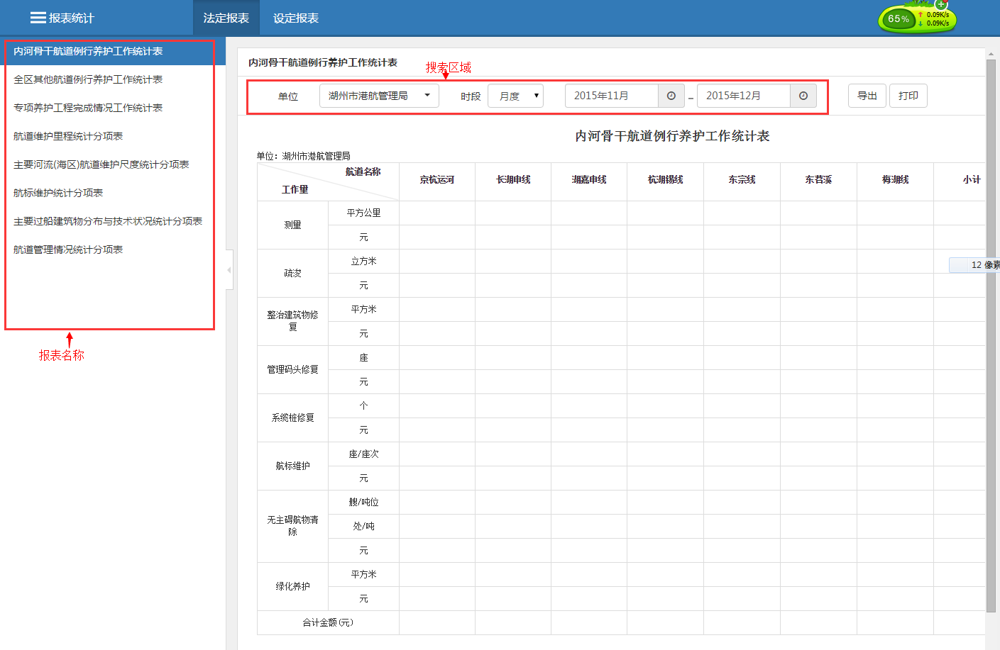 报表统计
法定报表
设定报表
65%
0.09K/s
0.09K/s
内河骨干航道例行养护工作统计表
全区其他航道例行养护工作统计表
专项养护工程完成情况工作统计表
航道维护里程统计分项表
主要河流(海区)航道维护尺度统计分项表
航标维护统计分项表
主要过船建筑物分布与技术状况统计分项表
航道管理情况统计分项表
报表名称
内河骨干航道例行养护工作统计表
搜索区域
单位 湖州市港航管理局 时段 月度 2015年11月 - 2015年12月 导出 打印
内河骨干航道例行养护工作统计表
单位：湖州市港航管理局
航道名称 工作量 京杭运河 长湖申线 湖嘉申线 杭湖锡线 东宗线 东苕溪 梅湖线 小计
测量 平方公里
元
疏浚 立方米
元
整治建筑物修
复
平方米
元
管理码头修复 座
元
系缆桩修复 个
元
航标维护 座/座次
元
无主碍航物清
除
艘/吨位
处/吨
元
绿化养护 平方米
元
合计金额(元)
12 像素